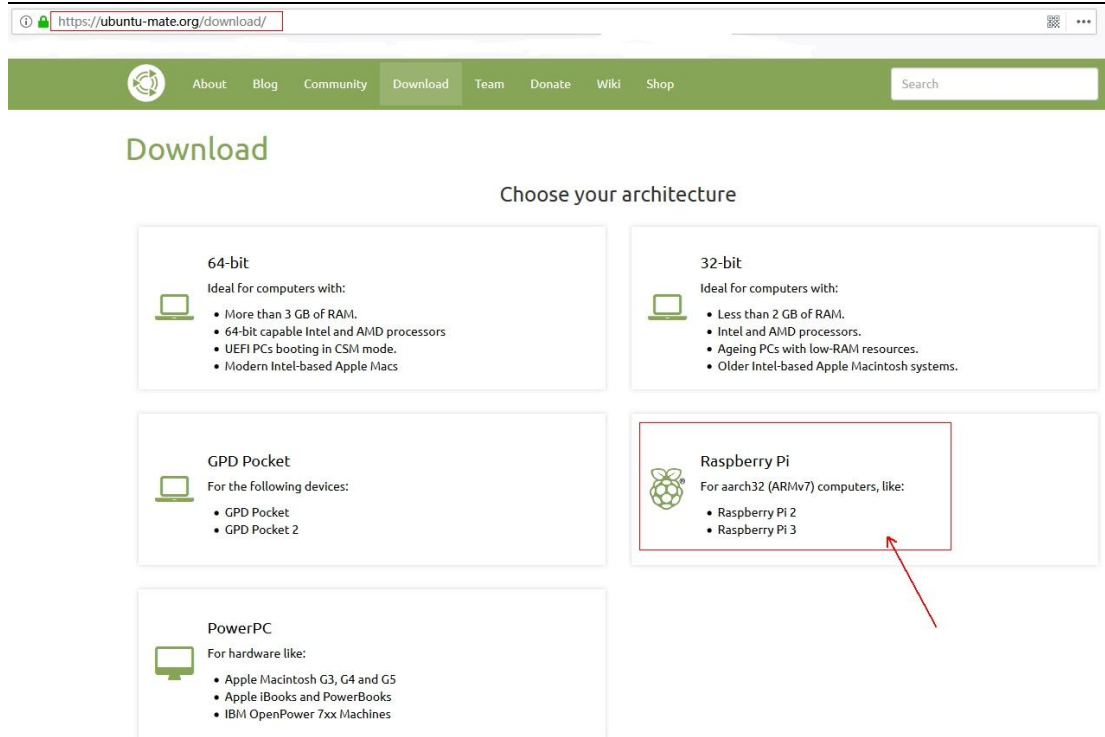 https://ubuntu-mate.org/download/
About Blog Community Download Team Donate Wiki Shop Search
Download
Choose your architecture
64-bit
Ideal for computers with:
• More than 3 GB of RAM.
• 64-bit capable Intel and AMD processors
• UEFI PCs booting in CSM mode.
• Modern Intel-based Apple Macs
32-bit
Ideal for computers with:
• Less than 2 GB of RAM.
• Intel and AMD processors.
• Ageing PCs with low-RAM resources.
• Older Intel-based Apple Macintosh systems.
GPD Pocket
For the following devices:
• GPD Pocket
• GPD Pocket 2
Raspberry Pi
For aarch32 (ARMv7) computers, like:
• Raspberry Pi 2
• Raspberry Pi 3
PowerPC
For hardware like:
• Apple Macintosh G3, G4 and G5
• Apple iBooks and PowerBooks
• IBM OpenPower 7xx Machines